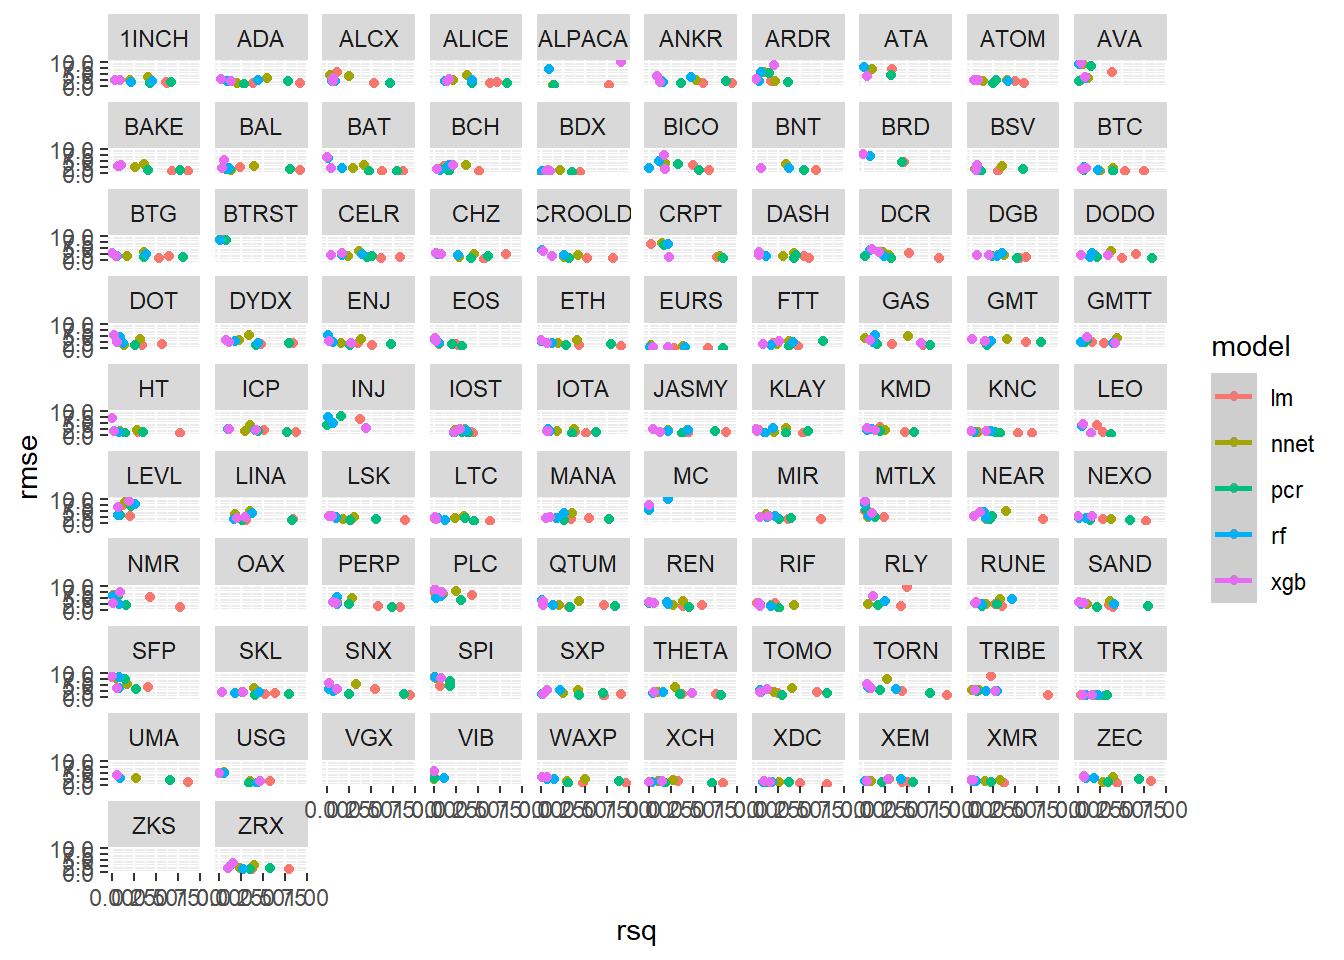 1INCH ADA ALCX ALICE ALPACA ANKR ARDR ATA ATOM AVA
BAKE BAL BAT BCH BDX BICO BNT BRD BSV BTC
BTG BTRST CELR CHZ CROOLD CRPT DASH DCR DGB DODO
DOT DYDX ENJ EOS ETH EURS FTT GAS GMT GMTT
HT ICP INJ IOST IOTA JASMY KLAY KMD KNC LEO
LEVL LINA LSK LTC MANA MC MIR MTLX NEAR NEXO
NMR OAX PERP PLC QTUM REN RIF RLY RUNE SAND
SFP SKL SNX SPI SXP THETA TOMO TORN TRIBE TRX
UMA USG VGX VIB WAXP XCH XDC XEM XMR ZEC
ZKS ZRX
rmse
rsq
model
lm
nnet
pcr
rf
xgb